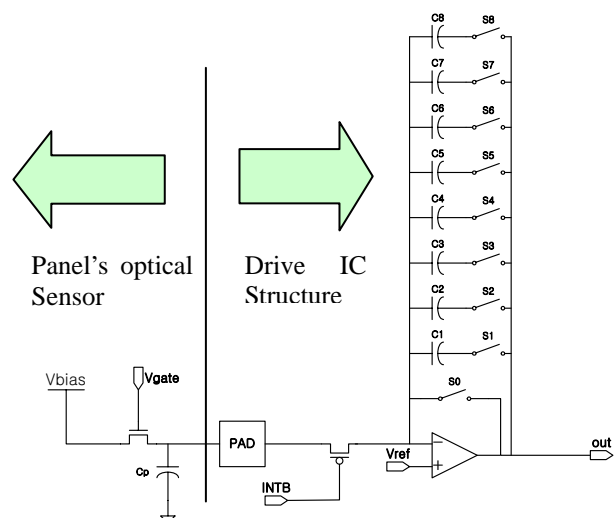 C8 S8
C7 S7
C6 S6
C5 S5
C4 S4
C3 S3
C2 S2
C1 S1
S0
Panel's optical
Sensor
Drive IC
Structure
Vbias
Vgate
Cp
PAD
INTB
Vref
out